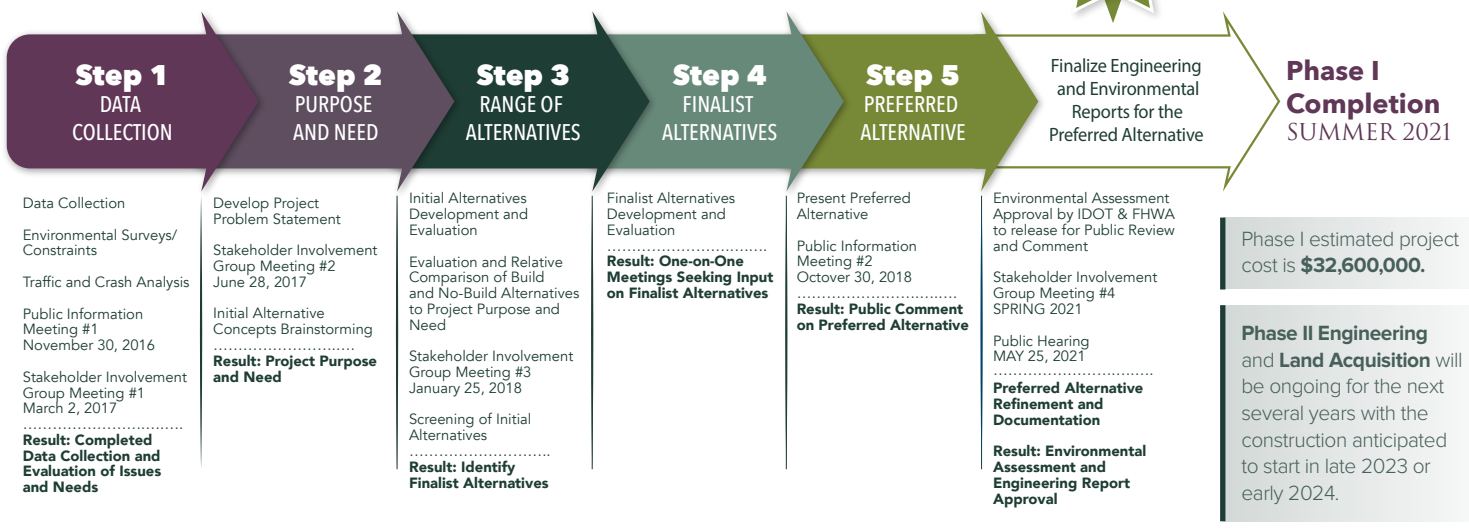 Step 1
DATA
COLLECTION
Step 2
PURPOSE
AND NEED
Step 3
RANGE OF
ALTERNATIVES
Step 4
FINALIST
ALTERNATIVES
Step 5
PREFERRED
ALTERNATIVE
Finalize Engineering
and Environmental
Reports for the
Preferred Alternative
Phase I
Completion
SUMMER 2021
Data Collection
Environmental Surveys/
Constraints
Traffic and Crash Analysis
Public Information
Meeting #1
November 30, 2016
Stakeholder Involvement
Group Meeting #1
March 2, 2017
Result: Completed
Data Collection and
Evaluation of Issues
and Needs
Develop Project
Problem Statement
Stakeholder Involvement
Group Meeting #2
June 28, 2017
Initial Alternative
Concepts Brainstorming
Result: Project Purpose
and Need
Initial Alternatives
Development and
Evaluation
Evaluation and Relative
Comparison of Build
and No-Build Alternatives
to Project Purpose and
Need
Stakeholder Involvement
Group Meeting #3
January 25, 2018
Screening of Initial
Alternatives
Result: Identify
Finalist Alternatives
Finalist Alternatives
Development and
Evaluation
Result: One-on-One
Meetings Seeking Input
on Finalist Alternatives
Present Preferred
Alternative
Public Information
Meeting #2
Octover 30, 2018
Result: Public Comment
on Preferred Alternative
Environmental Assessment
Approval by IDOT & FHWA
to release for Public Review
and Comment
Stakeholder Involvement
Group Meeting #4
SPRING 2021
Public Hearing
MAY 25, 2021
Preferred Alternative
Refinement and
Documentation
Result: Environmental
Assessment and
Engineering Report
Approval
Phase I estimated project
cost is $32,600,000.
Phase II Engineering
and Land Acquisition will
be ongoing for the next
several years with the
construction anticipated
to start in late 2023 or
early 2024.